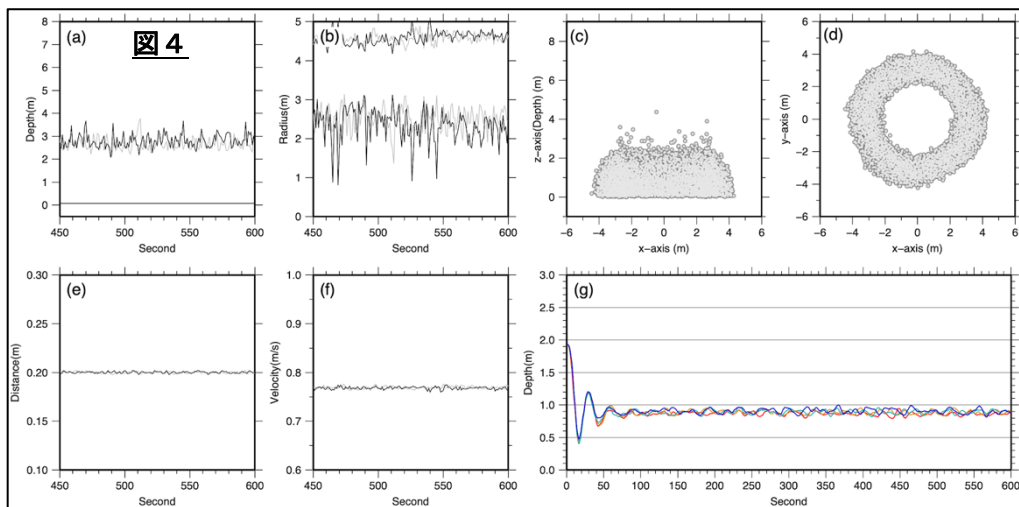 (a)
図４
Depth(m)
8
7
6
5
4
3
2
1
0
450 500 550 600
Second
(b)
Radius(m)
5
4
3
2
1
0
450 500 550 600
Second
(c)
z−axis(Depth) (m)
8
6
4
2
0
−6 −4 −2 0 2 4 6
x−axis (m)
(d)
y−axis (m)
6
4
2
0
−2
−4
−6
−6 −4 −2 0 2 4 6
x−axis (m)
(e)
Distance(m)
0.30
0.25
0.20
0.15
0.10
450 500 550 600
Second
(f)
Velocity(m/s)
1.0
0.9
0.8
0.7
0.6
450 500 550 600
Second
(g)
Depth(m)
3.0
2.5
2.0
1.5
1.0
0.5
0.0
0 50 100 150 200 250 300 350 400 450 500 550 600
Second